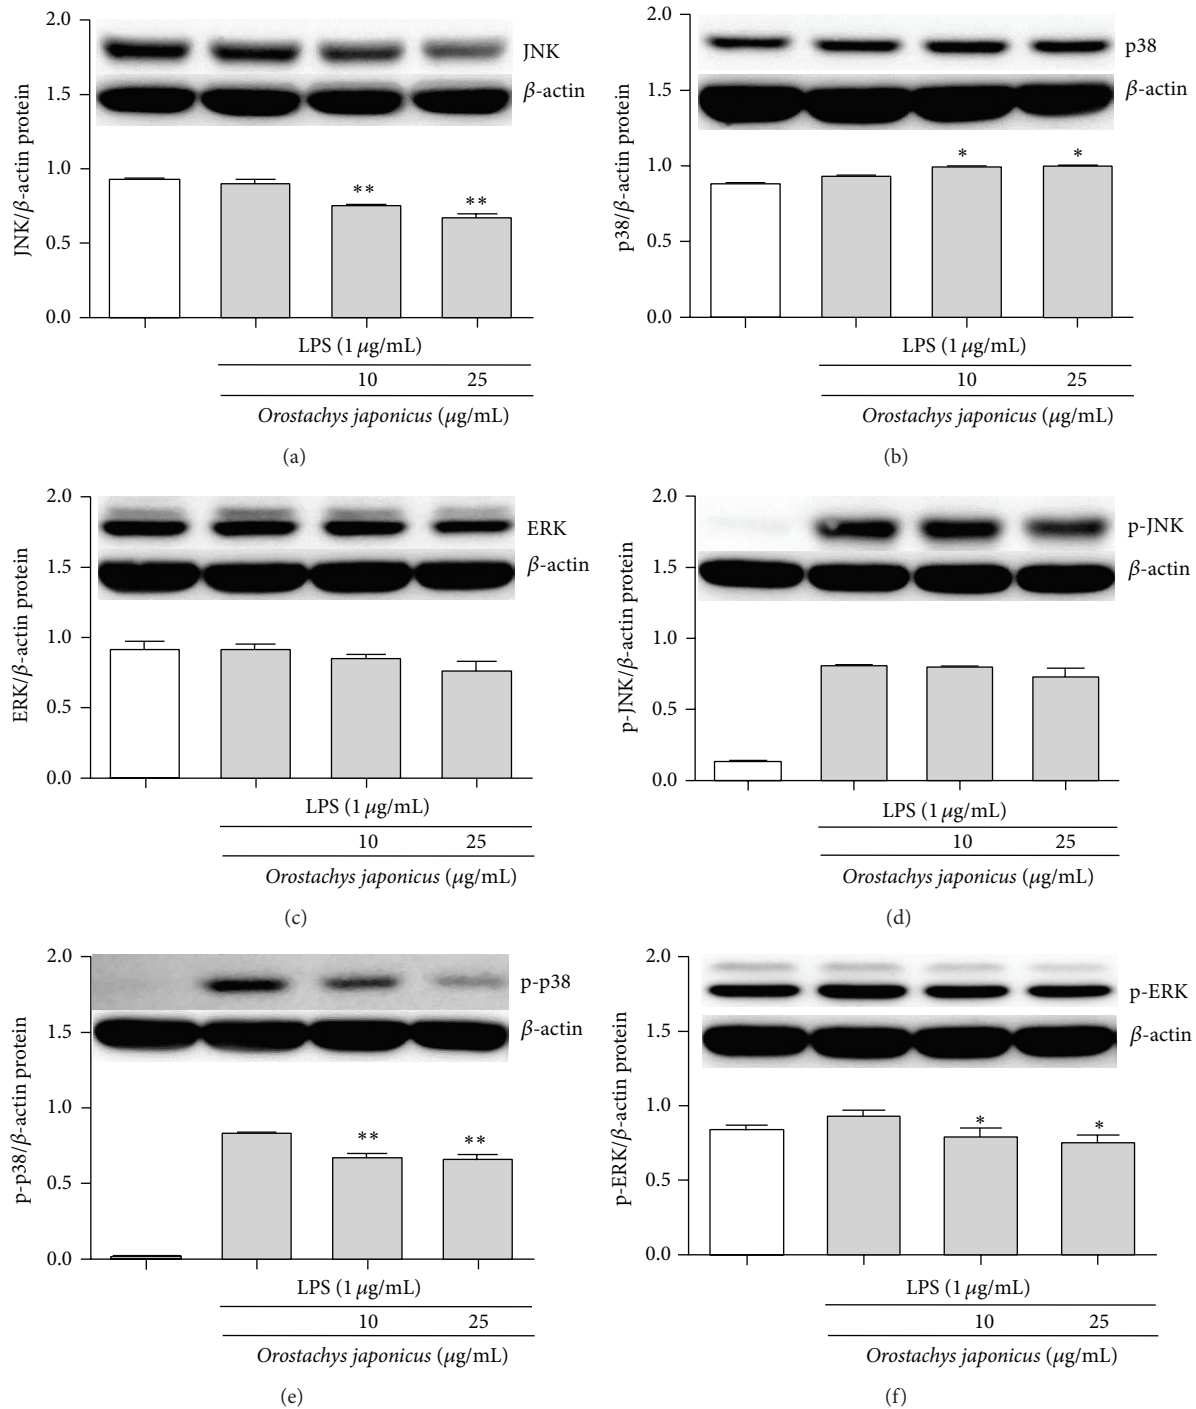 2.0
JNK
β-actin
1.5
1.0
**
**
0.5
0.0
JNK/β-actin protein
LPS (1 μg/mL)
10 25
Orostachys japonicus (μg/mL)
(a)
2.0
p38
β-actin
1.5
1.0
*
*
0.5
0.0
p38/β-actin protein
LPS (1 μg/mL)
10 25
Orostachys japonicus (μg/mL)
(b)
2.0
ERK
β-actin
1.5
1.0
0.5
0.0
ERK/β-actin protein
LPS (1 μg/mL)
10 25
Orostachys japonicus (μg/mL)
(c)
2.0
p-JNK
β-actin
1.5
1.0
0.5
0.0
p-JNK/β-actin protein
LPS (1 μg/mL)
10 25
Orostachys japonicus (μg/mL)
(d)
2.0
p-p38
β-actin
1.5
1.0
**
**
0.5
0.0
p-p38/β-actin protein
LPS (1 μg/mL)
10 25
Orostachys japonicus (μg/mL)
(e)
2.0
p-ERK
β-actin
1.5
1.0
*
*
0.5
0.0
p-ERK/β-actin protein
LPS (1 μg/mL)
10 25
Orostachys japonicus (μg/mL)
(f)